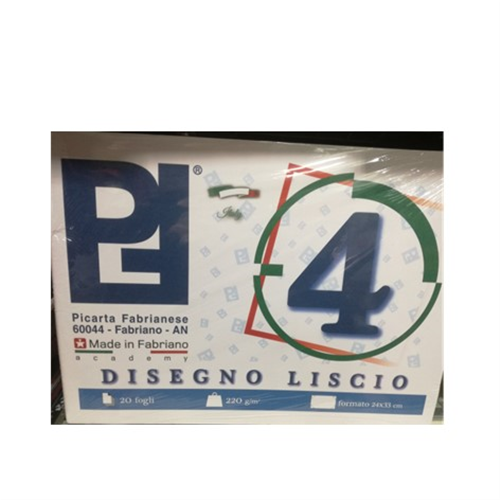 PF®
Italy
4
Picarta Fabrianese
60044 - Fabriano - AN
Made in Fabriano
academy
DISEGNO LISCIO
20 fogli
220 g/m²
formato 24x33 cm